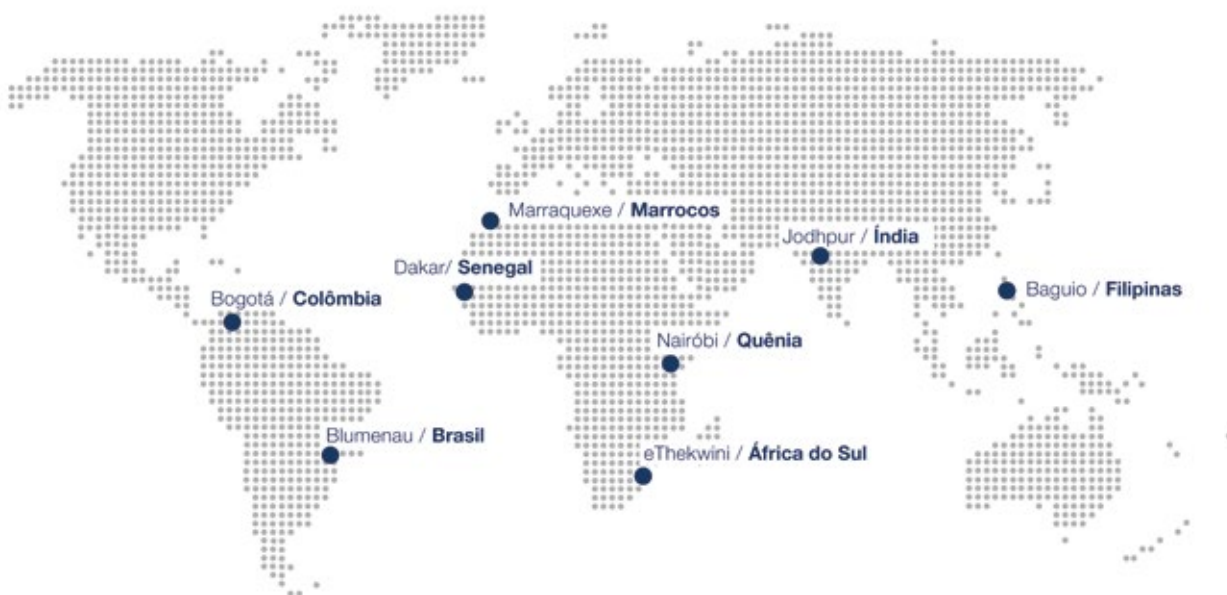 Marraquexe / Marrocos
Jodhpur / Índia
Dakar/ Senegal
Bogotá / Colômbia
Baguio / Filipinas
Nairóbi / Quênia
Blumenau / Brasil
eThekwini / África do Sul